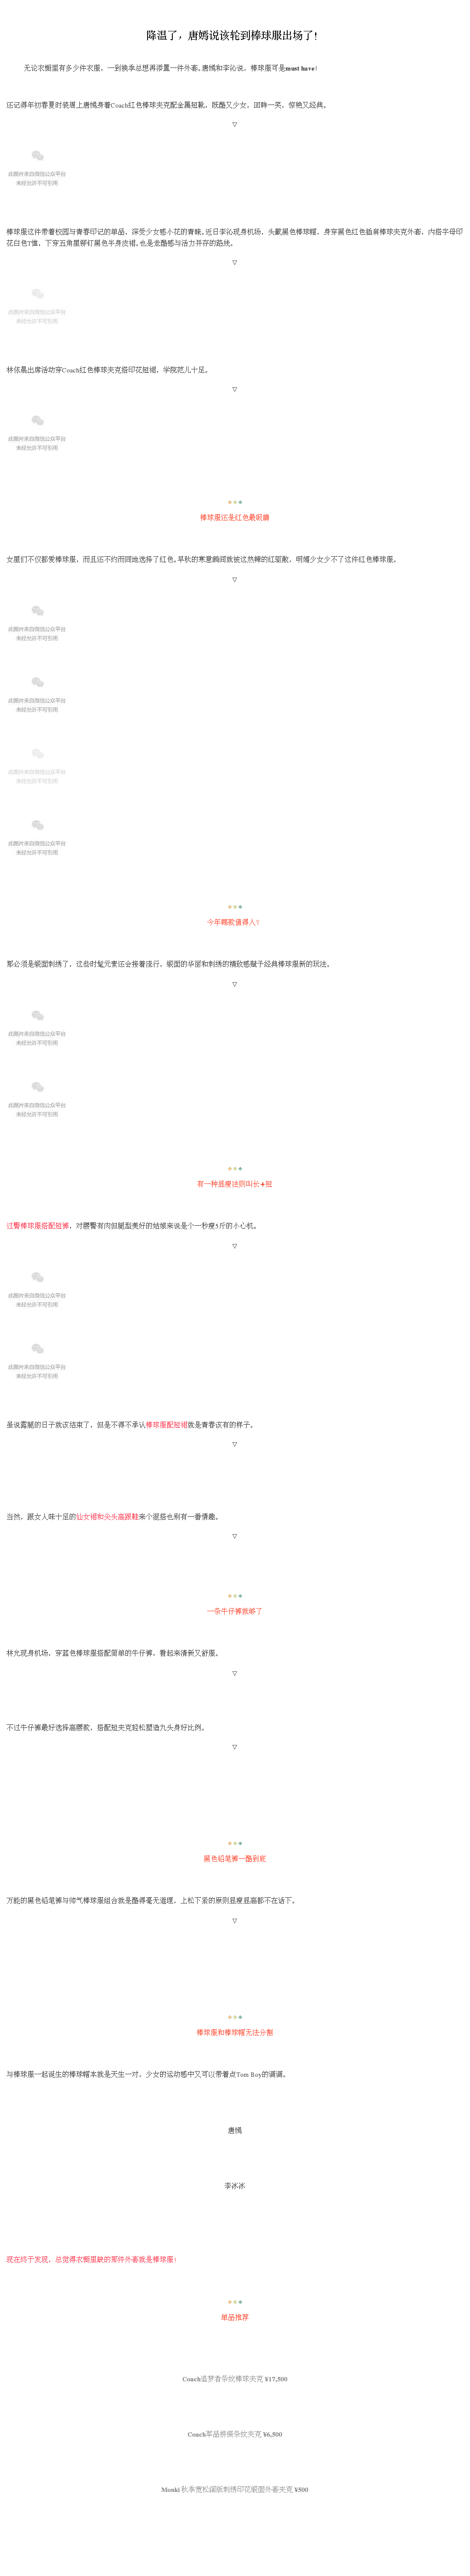 降温了，唐嫣说该轮到棒球服出场了!
无论衣橱里有多少件衣服，一到换季总想再添置一件外套。唐嫣和李沁说，棒球服可是must have!
还记得年初春夏时装周上唐嫣身着Coach红色棒球夹克配金属短靴，既酷又少女，回眸一笑，惊艳又经典。
▽
此图片来自微信公众平台
未经允许不可引用
棒球服这件带着校园与青春印记的单品，深受少女感小花的青睐。近日李沁现身机场，头戴黑色棒球帽、身穿黑色红色插肩棒球夹克外套，内搭字母印
花白色T恤，下穿五角星铆钉黑色半身皮裙。也是走酷感与活力并存的路线。
▽
此图片来自微信公众平台
未经允许不可引用
林依晨出席活动穿Coach红色棒球夹克搭印花短裙，学院范儿十足。
▽
此图片来自微信公众平台
未经允许不可引用
棒球服还是红色最吸睛
女星们不仅都爱棒球服，而且还不约而同地选择了红色。早秋的寒意瞬间就被这热辣的红驱散，明媚少女少不了这件红色棒球服。
▽
此图片来自微信公众平台
未经允许不可引用
此图片来自微信公众平台
未经允许不可引用
此图片来自微信公众平台
未经允许不可引用
此图片来自微信公众平台
未经允许不可引用
今年哪款值得入?
那必须是缎面刺绣了，这些时髦元素还会接着流行，缎面的华丽和刺绣的精致感赋予经典棒球服新的玩法。
▽
此图片来自微信公众平台
未经允许不可引用
此图片来自微信公众平台
未经允许不可引用
有一种显瘦法则叫长+短
过臀棒球服搭配短裤，对腰臀有肉但腿型美好的姑娘来说是个一秒瘦5斤的小心机。
▽
此图片来自微信公众平台
未经允许不可引用
此图片来自微信公众平台
未经允许不可引用
虽说露腿的日子就该结束了，但是不得不承认棒球服配短裙就是青春该有的样子。
▽
当然，跟女人味十足的仙女裙和尖头高跟鞋来个混搭也别有一番情趣。
▽
一条牛仔裤就够了
林允现身机场，穿蓝色棒球服搭配简单的牛仔裤，看起来清新又舒服。
▽
不过牛仔裤最好选择高腰款，搭配短夹克轻松塑造九头身好比例。
▽
黑色铅笔裤一酷到底
万能的黑色铅笔裤与帅气棒球服组合就是酷得毫无道理，上松下紧的原则显瘦显高都不在话下。
▽
棒球服和棒球帽无法分割
与棒球服一起诞生的棒球帽本就是天生一对，少女的运动感中又可以带着点Tom Boy的调调。
唐嫣
李冰冰
现在终于发现，总觉得衣橱里缺的那件外套就是棒球服!
单品推荐
Coach追梦者条纹棒球夹克 ¥17,500
Coach军品绑襟条纹夹克 ¥6,500
Monki 秋季宽松阔版刺绣印花缎面外套夹克 ¥500